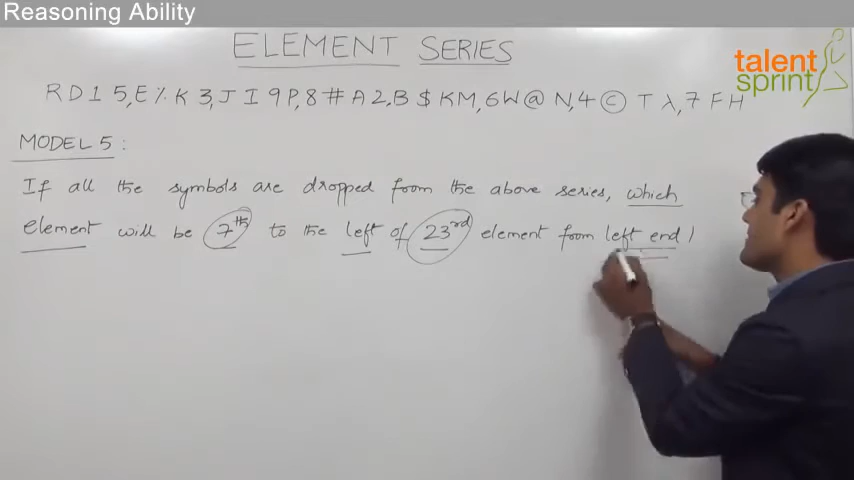 Reasoning Ability
ELEMENT SERIES
talent
sprint
R D 1 5, E % K 3, J I 9 P, 8 # A 2, B $ K M, 6 W @ N, 4 © T λ, 7 F H
MODEL 5 :
If all the symbols are dropped from the above series, which
element will be 7th to the left of 23rd element from left end /